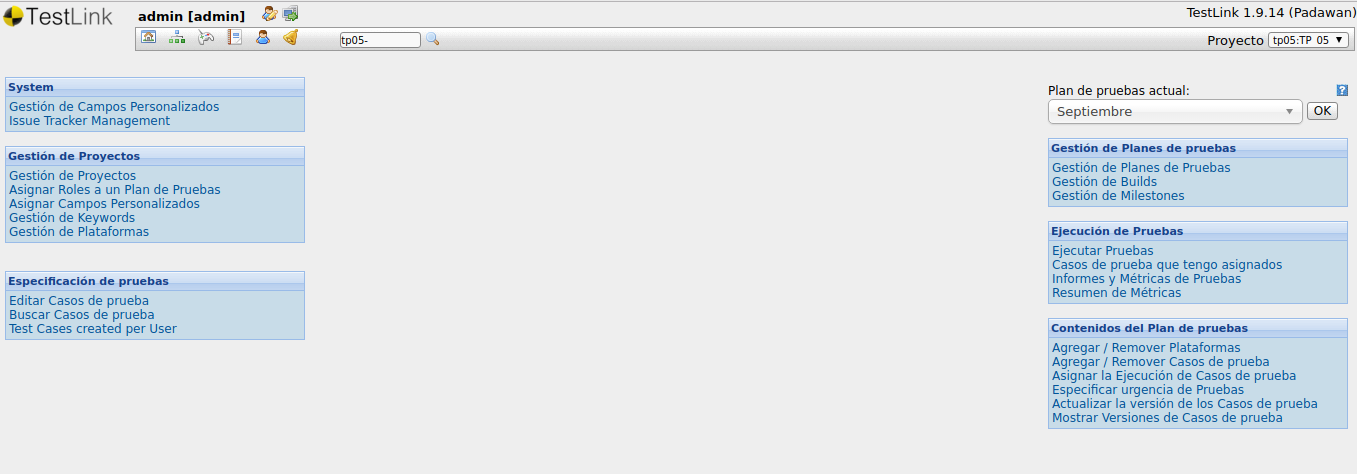 TestLink
admin [admin]
TestLink 1.9.14 (Padawan)
tp05-
Proyecto
tp05:TP 05
System
Gestión de Campos Personalizados
Issue Tracker Management
Gestión de Proyectos
Gestión de Proyectos
Asignar Roles a un Plan de Pruebas
Asignar Campos Personalizados
Gestión de Keywords
Gestión de Plataformas
Especificación de pruebas
Editar Casos de prueba
Buscar Casos de prueba
Test Cases created per User
Plan de pruebas actual:
?
Septiembre
OK
Gestión de Planes de pruebas
Gestión de Planes de Pruebas
Gestión de Builds
Gestión de Milestones
Ejecución de Pruebas
Ejecutar Pruebas
Casos de prueba que tengo asignados
Informes y Métricas de Pruebas
Resumen de Métricas
Contenidos del Plan de pruebas
Agregar / Remover Plataformas
Agregar / Remover Casos de prueba
Asignar la Ejecución de Casos de prueba
Especificar urgencia de Pruebas
Actualizar la versión de los Casos de prueba
Mostrar Versiones de Casos de prueba